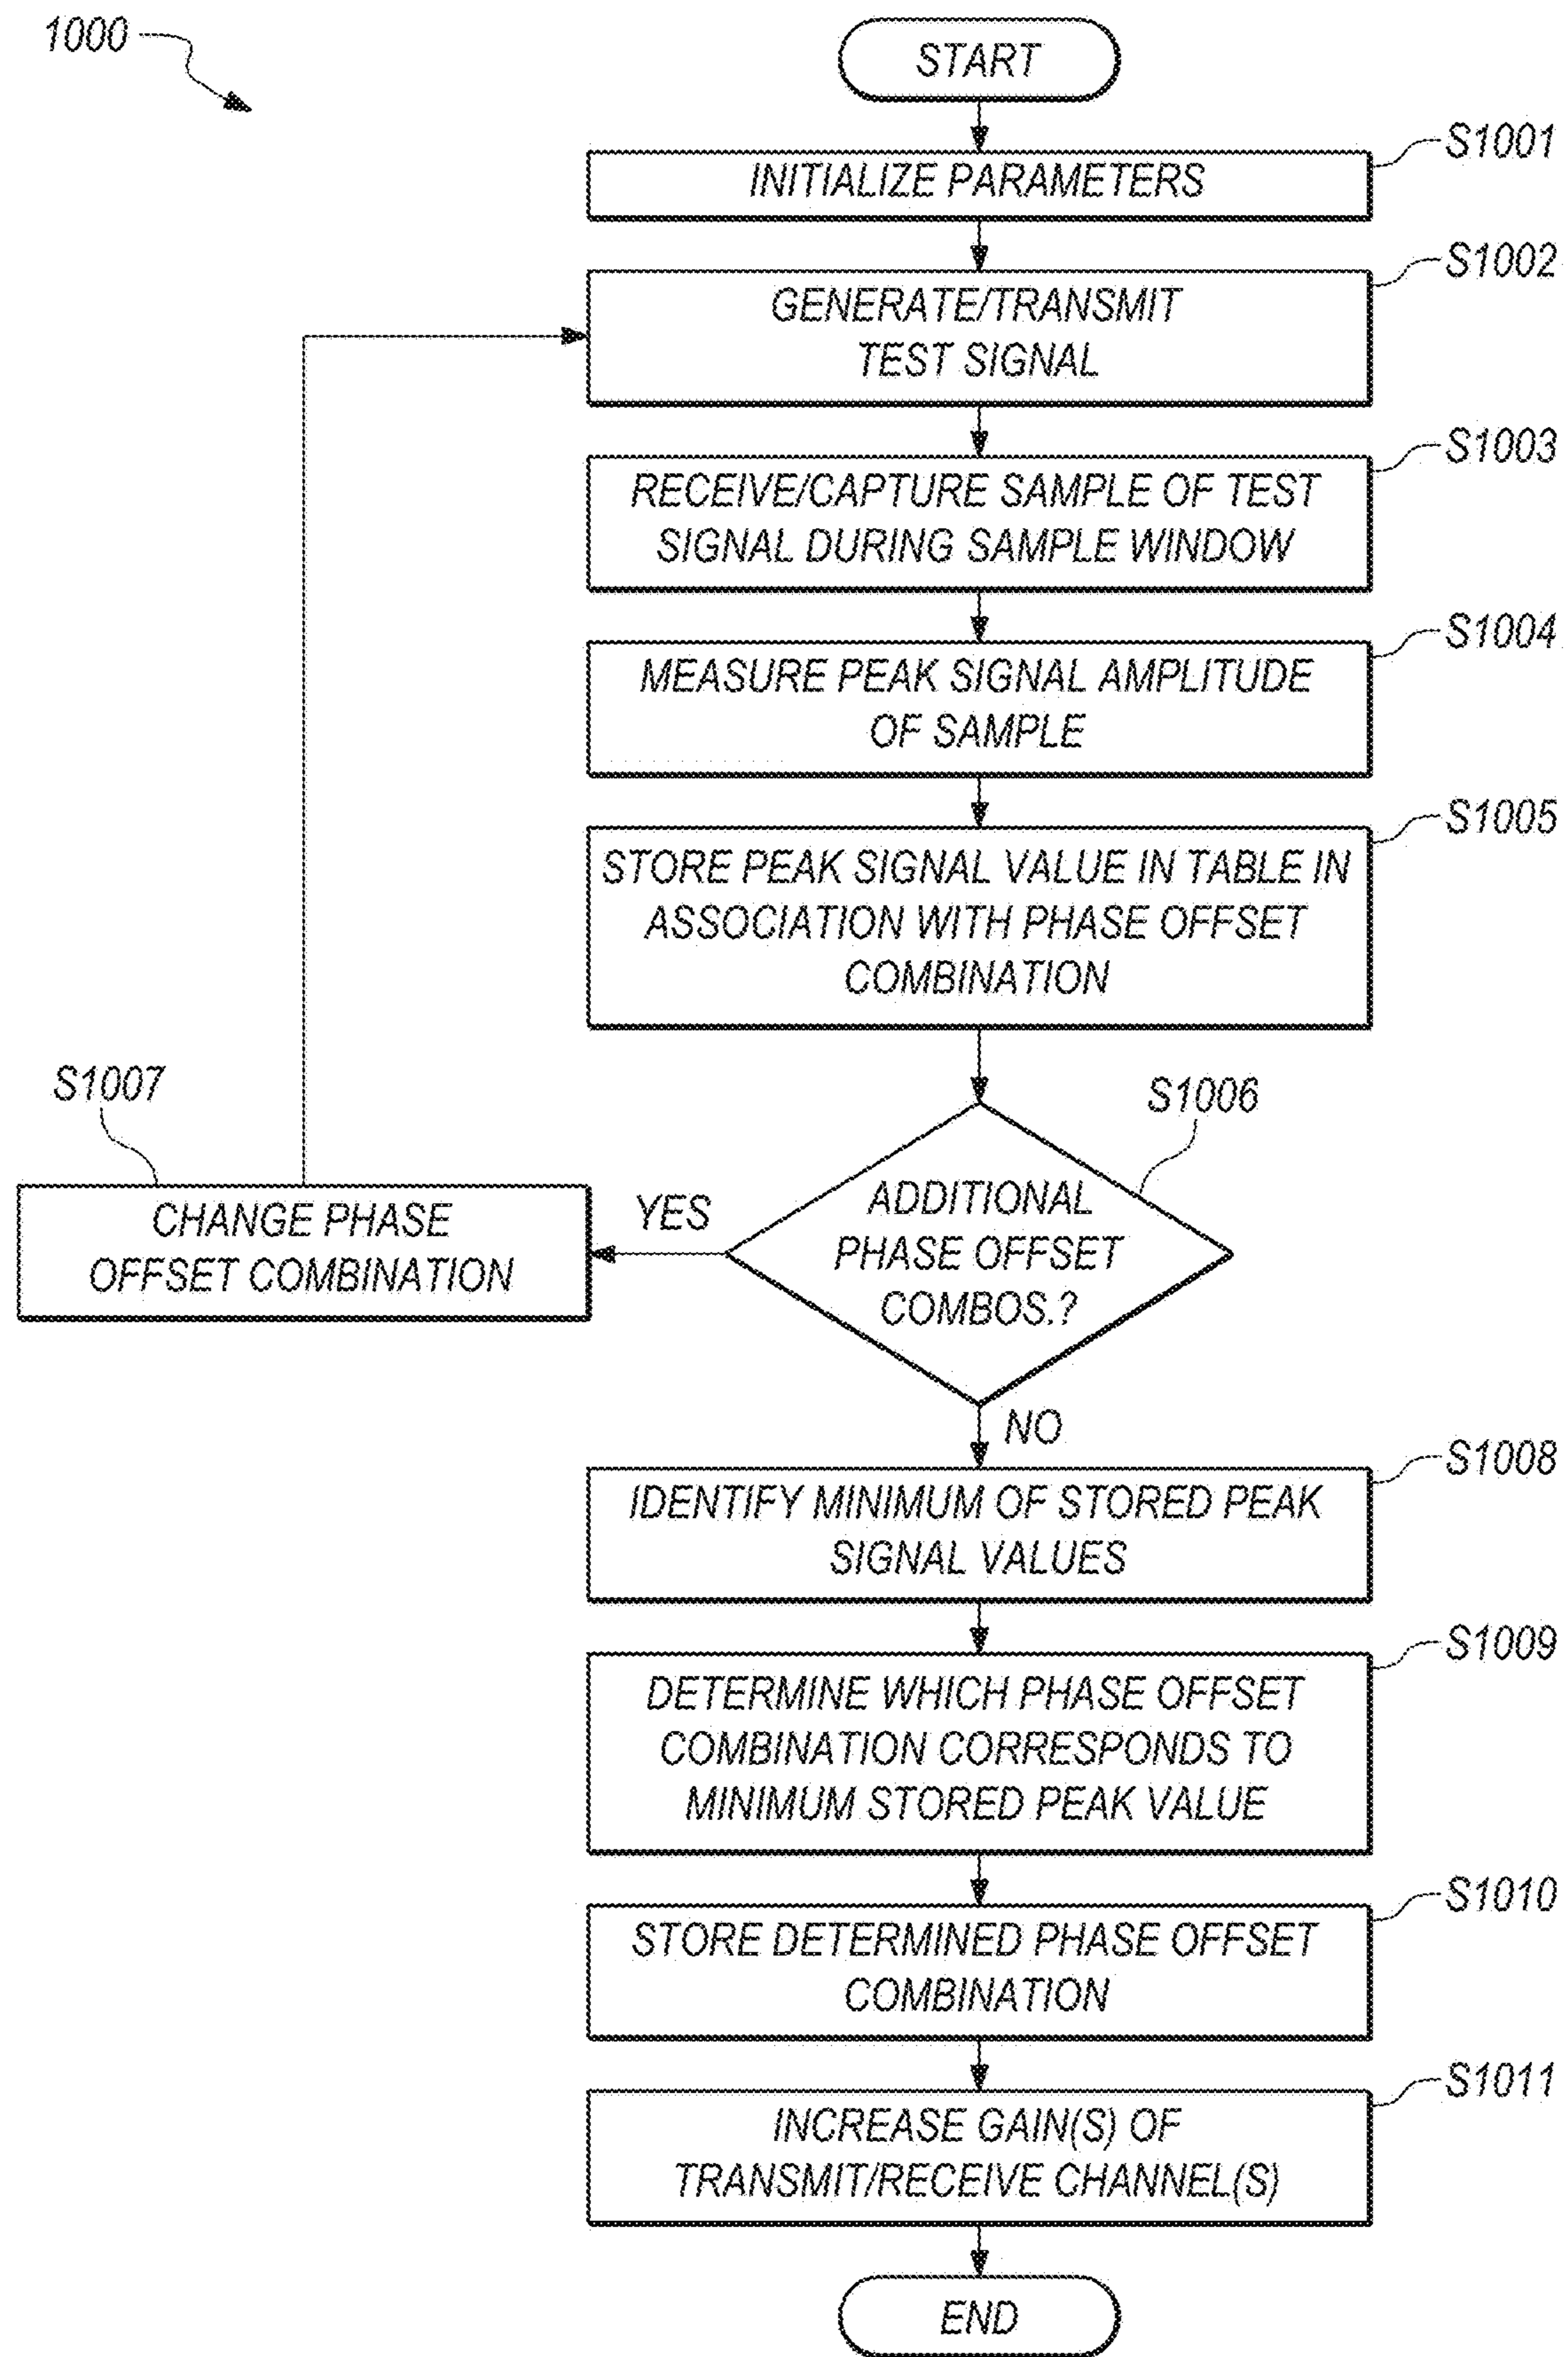 1000
START
S1001
INITIALIZE PARAMETERS
S1002
GENERATE/TRANSMIT
TEST SIGNAL
S1003
RECEIVE/CAPTURE SAMPLE OF TEST
SIGNAL DURING SAMPLE WINDOW
S1004
MEASURE PEAK SIGNAL AMPLITUDE
OF SAMPLE
S1005
STORE PEAK SIGNAL VALUE IN TABLE IN
ASSOCIATION WITH PHASE OFFSET
COMBINATION
S1006
ADDITIONAL
PHASE OFFSET
COMBOS.?
YES
S1007
CHANGE PHASE
OFFSET COMBINATION
NO
S1008
IDENTIFY MINIMUM OF STORED PEAK
SIGNAL VALUES
S1009
DETERMINE WHICH PHASE OFFSET
COMBINATION CORRESPONDS TO
MINIMUM STORED PEAK VALUE
S1010
STORE DETERMINED PHASE OFFSET
COMBINATION
S1011
INCREASE GAIN(S) OF
TRANSMIT/RECEIVE CHANNEL(S)
END